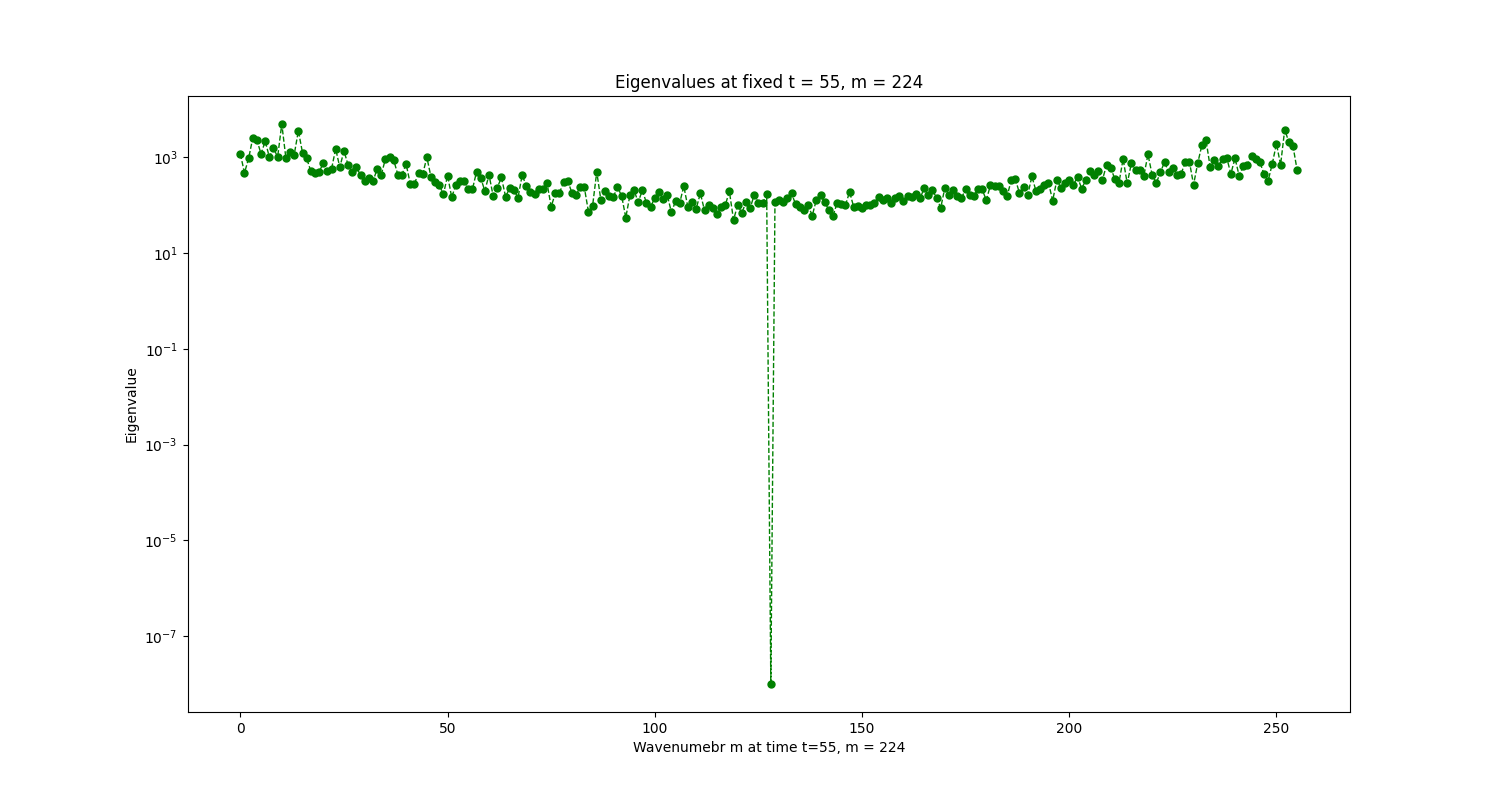 Eigenvalues at fixed t = 55, m = 224
10^3
10^1
10^-1
10^-3
10^-5
10^-7
Eigenvalue
0 50 100 150 200 250
Wavenumebr m at time t=55, m = 224